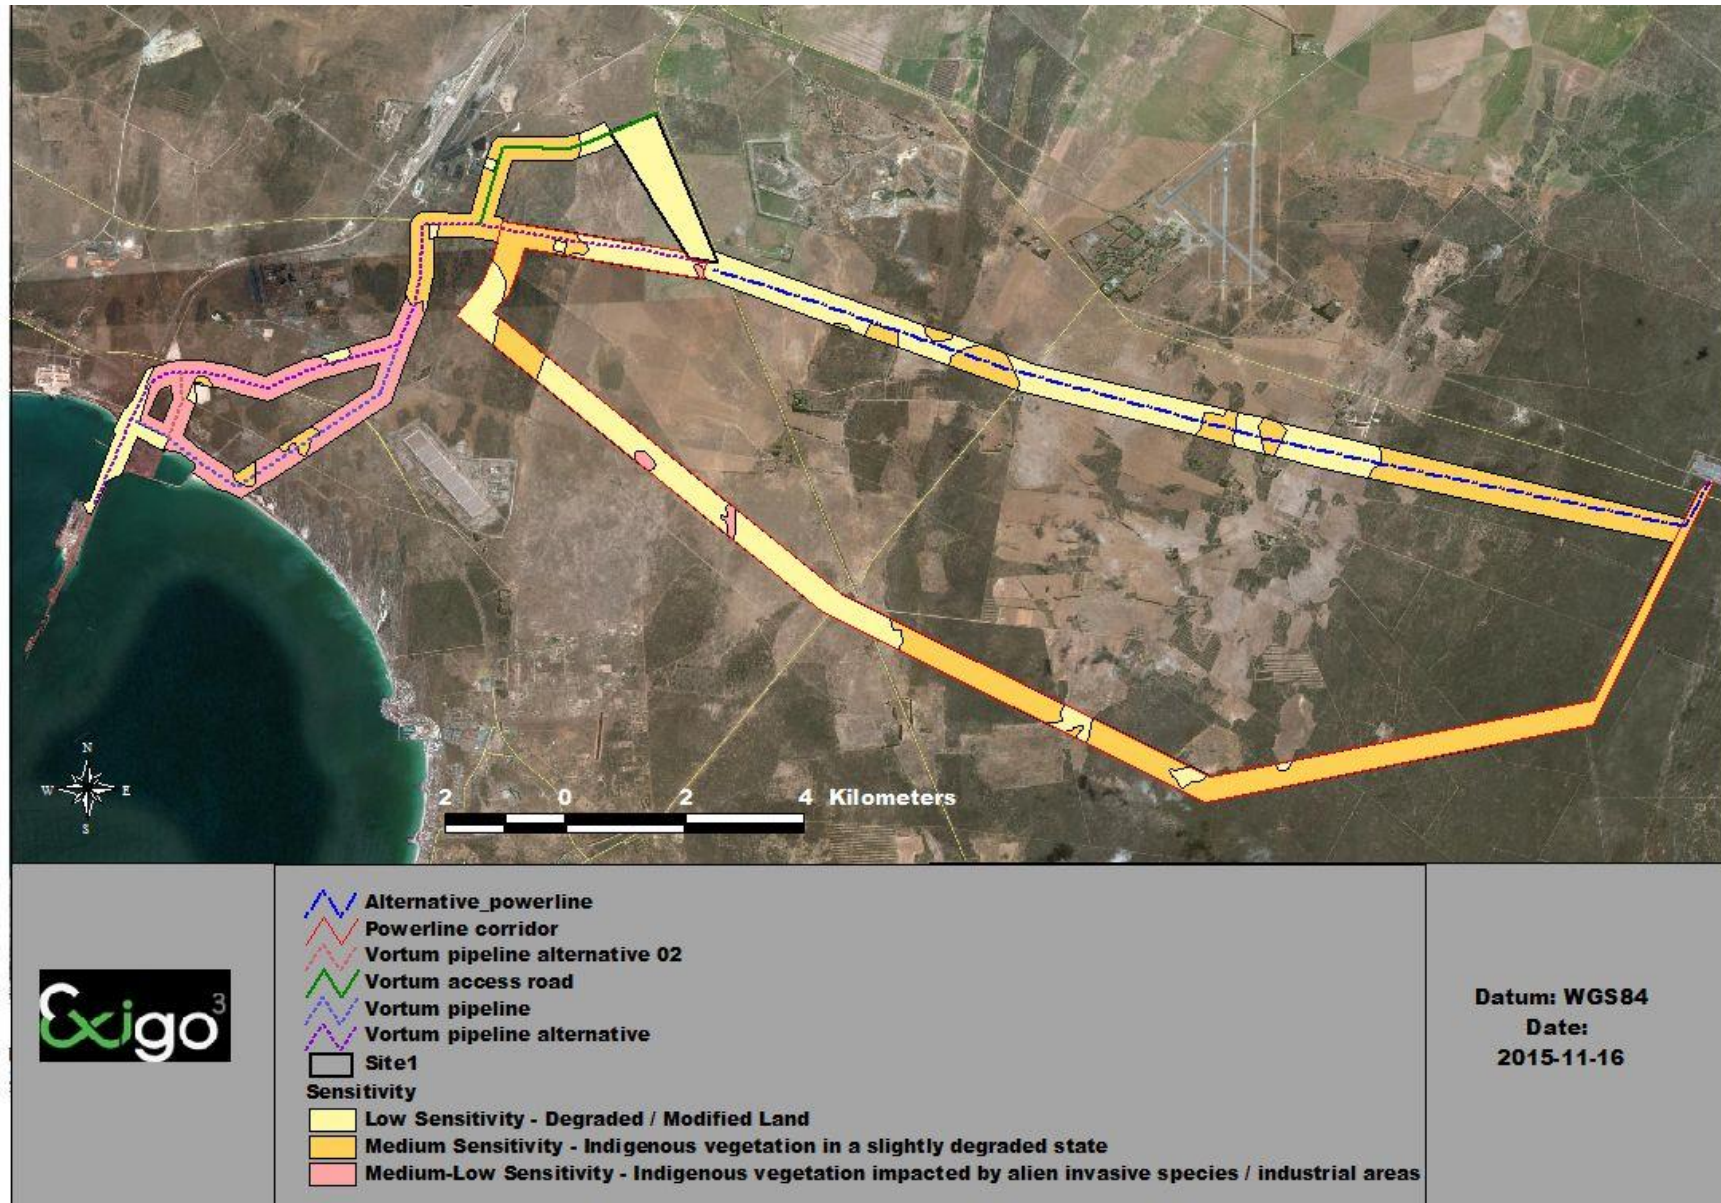 N
W E
S
2 0 2 4 Kilometers
Alternative_powerline
Powerline corridor
Vortum pipeline alternative 02
Vortum access road
Vortum pipeline
Vortum pipeline alternative
Site1
Sensitivity
Low Sensitivity - Degraded / Modified Land
Medium Sensitivity - Indigenous vegetation in a slightly degraded state
Medium-Low Sensitivity - Indigenous vegetation impacted by alien invasive species / industrial areas
Exigo3
Datum: WGS84
Date:
2015-11-16